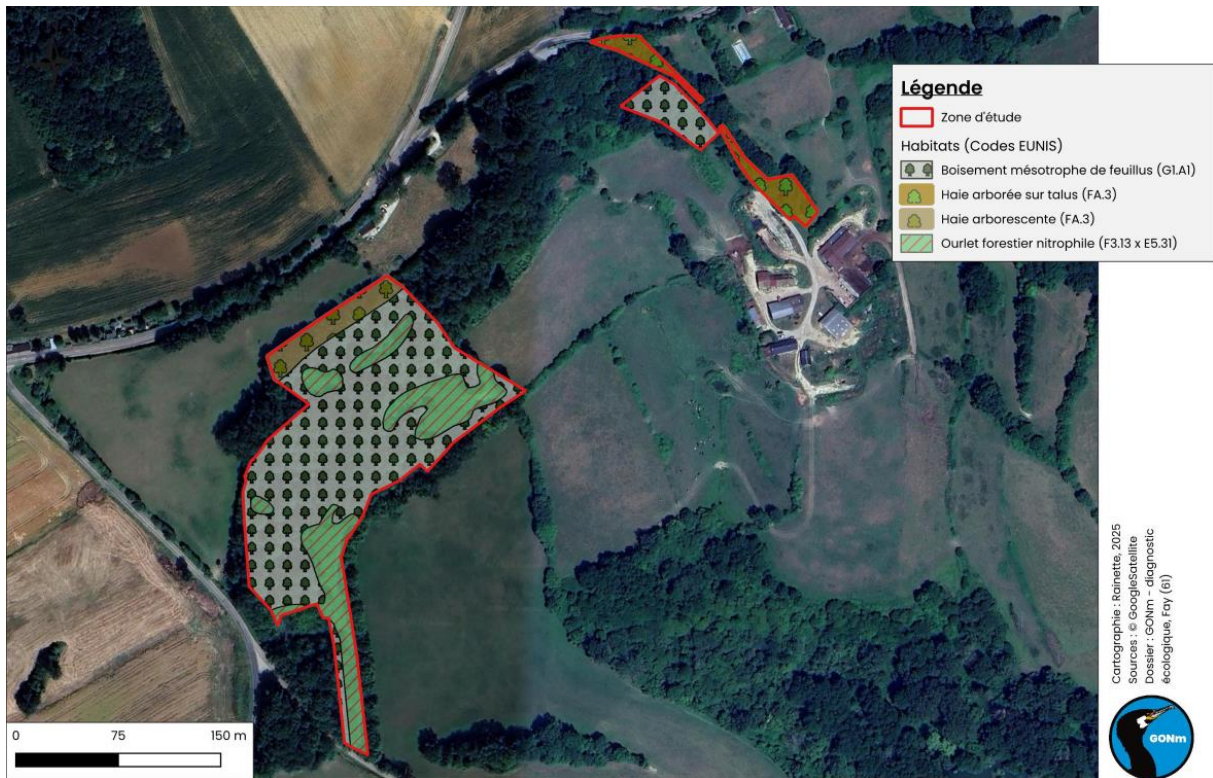 Légende
Zone d'étude
Habitats (Codes EUNIS)
Boisement mésotrophe de feuillus (G1.A1)
Haie arborée sur talus (FA.3)
Haie arborescente (FA.3)
Ourlet forestier nitrophile (F3.13 x E5.31)
0 75 150 m
Cartographie : Rainette, 2025
Sources : © GoogleSatellite
Dossier : GONm - diagnostic
écologique, Fay (61)
GONm